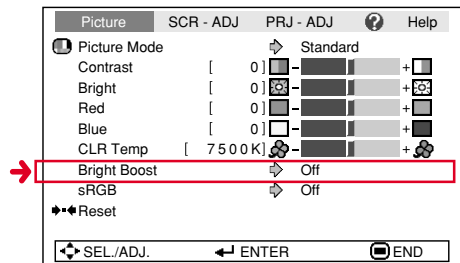 Picture SCR - ADJ PRJ - ADJ ? Help
Picture Mode Standard
Contrast [ 0 ] - +
Bright [ 0 ] - +
Red [ 0 ] - +
Blue [ 0 ] - +
CLR Temp [ 7500K] - +
Bright Boost Off
sRGB Off
Reset
SEL./ADJ. ENTER END